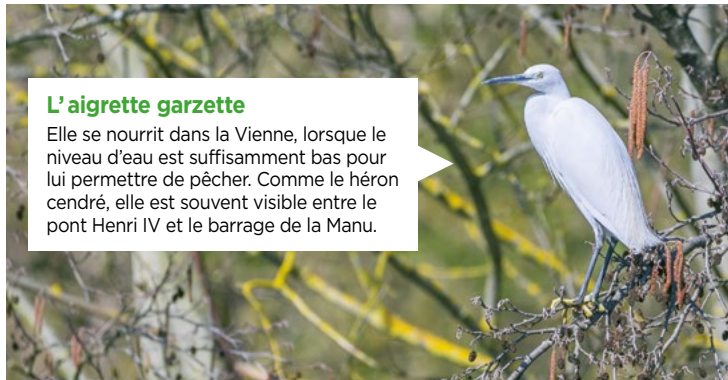 L'aigrette garzette
Elle se nourrit dans la Vienne, lorsque le
niveau d'eau est suffisamment bas pour
lui permettre de pêcher. Comme le héron
cendré, elle est souvent visible entre le
pont Henri IV et le barrage de la Manu.